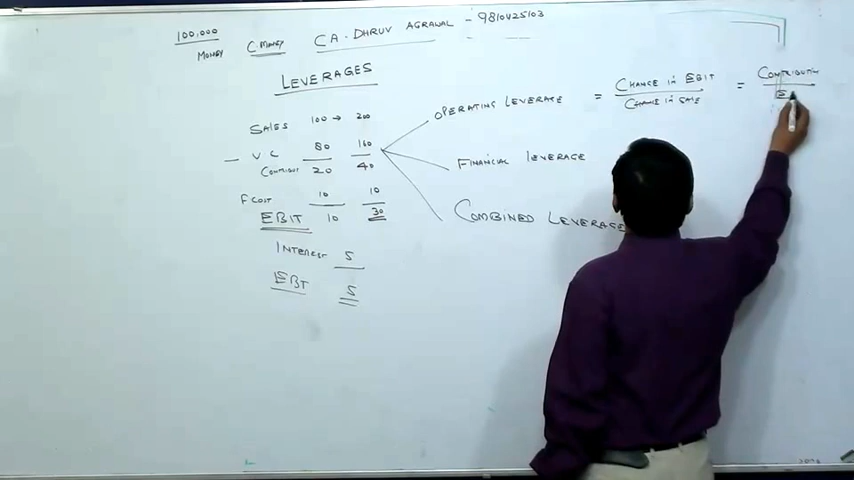 100,000
MONEY C.MONEY CA. DHRUV AGRAWAL - 9810425103
LEVERAGES
SALES 100 → 200
- VC 80 160
20 40
F COST 10 10
EBIT 10 30
INTEREST 5
EBT 5
OPERATING LEVERAGE = CHANGE IN EBIT / CHANGE IN SALE = CONTRIBUTION
FINANCIAL LEVERAGE
COMBINED LEVERAGE